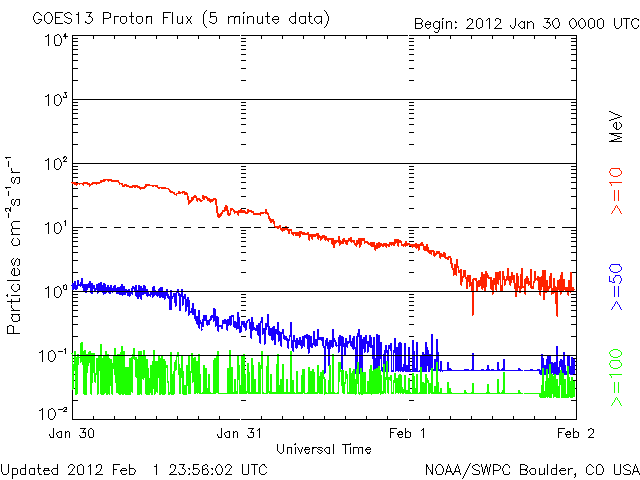 GOES13 Proton Flux (5 minute data)
Begin: 2012 Jan 30 0000 UTC
Particles cm⁻²s⁻¹sr⁻¹
10⁴
10³
10²
10¹
10⁰
10⁻¹
10⁻²
MeV
>=10
>=50
>=100
Jan 30
Jan 31
Feb 1
Feb 2
Universal Time
Updated 2012 Feb 1 23:56:02 UTC
NOAA/SWPC Boulder, CO USA